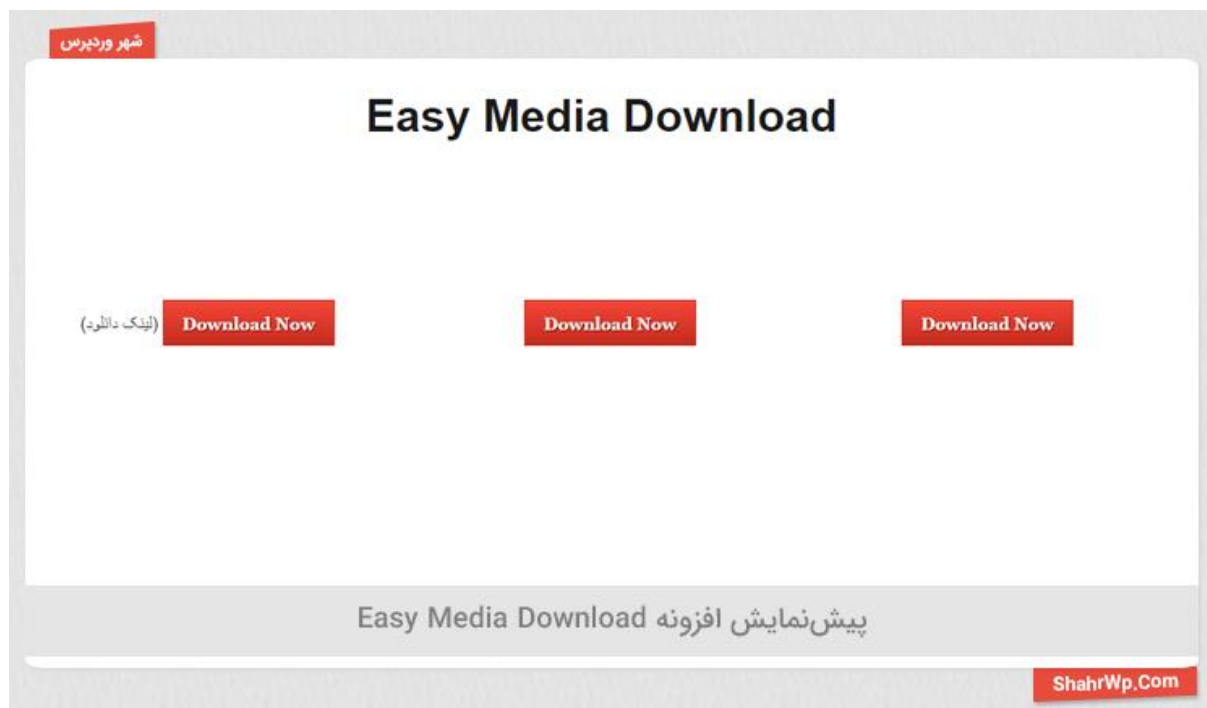 شهر وردپرس
Easy Media Download
Download Now (لینک دانلود)
Download Now
Download Now
پیش‌نمایش افزونه Easy Media Download
ShahrWp.Com